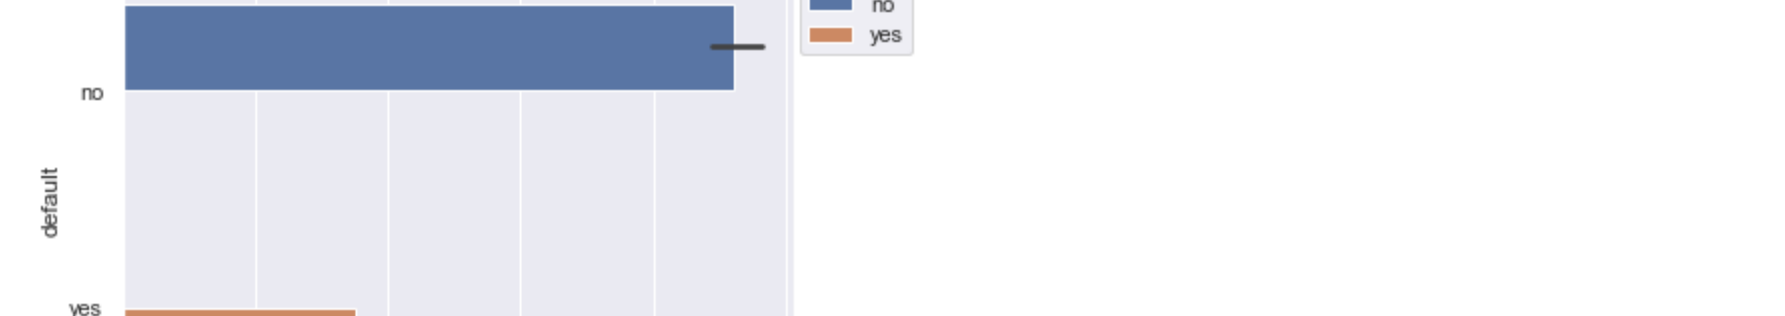 no
yes
no
default
yes